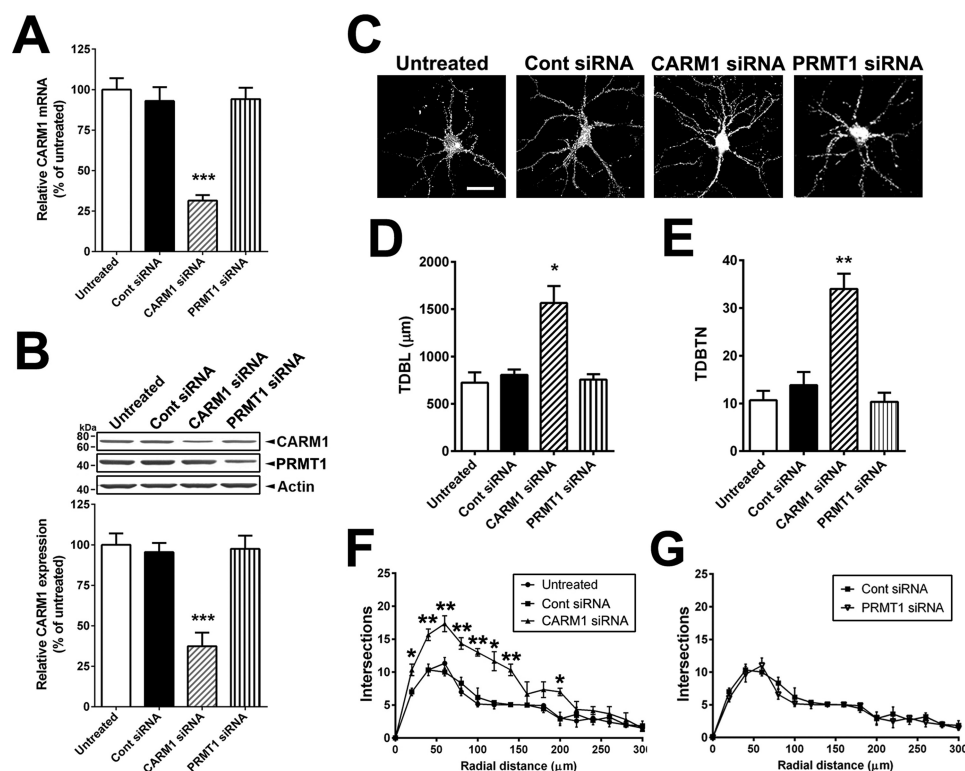 A
Relative CARM1 mRNA
(% of untreated)
125
100
75
50
25
0
***
Untreated
Cont siRNA
CARM1 siRNA
PRMT1 siRNA
B
Untreated
Cont siRNA
CARM1 siRNA
PRMT1 siRNA
kDa
80
60
CARM1
40
PRMT1
40
Actin
Relative CARM1 expression
(% of untreated)
125
100
75
50
25
0
***
Untreated
Cont siRNA
CARM1 siRNA
PRMT1 siRNA
C
Untreated
Cont siRNA
CARM1 siRNA
PRMT1 siRNA
D
TDBL (μm)
2000
1500
1000
500
0
*
Untreated
Cont siRNA
CARM1 siRNA
PRMT1 siRNA
E
TDBTN
40
30
20
10
0
**
Untreated
Cont siRNA
CARM1 siRNA
PRMT1 siRNA
F
Intersections
25
20
15
10
5
0
Untreated
Cont siRNA
CARM1 siRNA
* ** ** ** ** * ** *
0 50 100 150 200 250 300
Radial distance (μm)
G
Intersections
25
20
15
10
5
0
Cont siRNA
PRMT1 siRNA
0 50 100 150 200 250 300
Radial distance (μm)